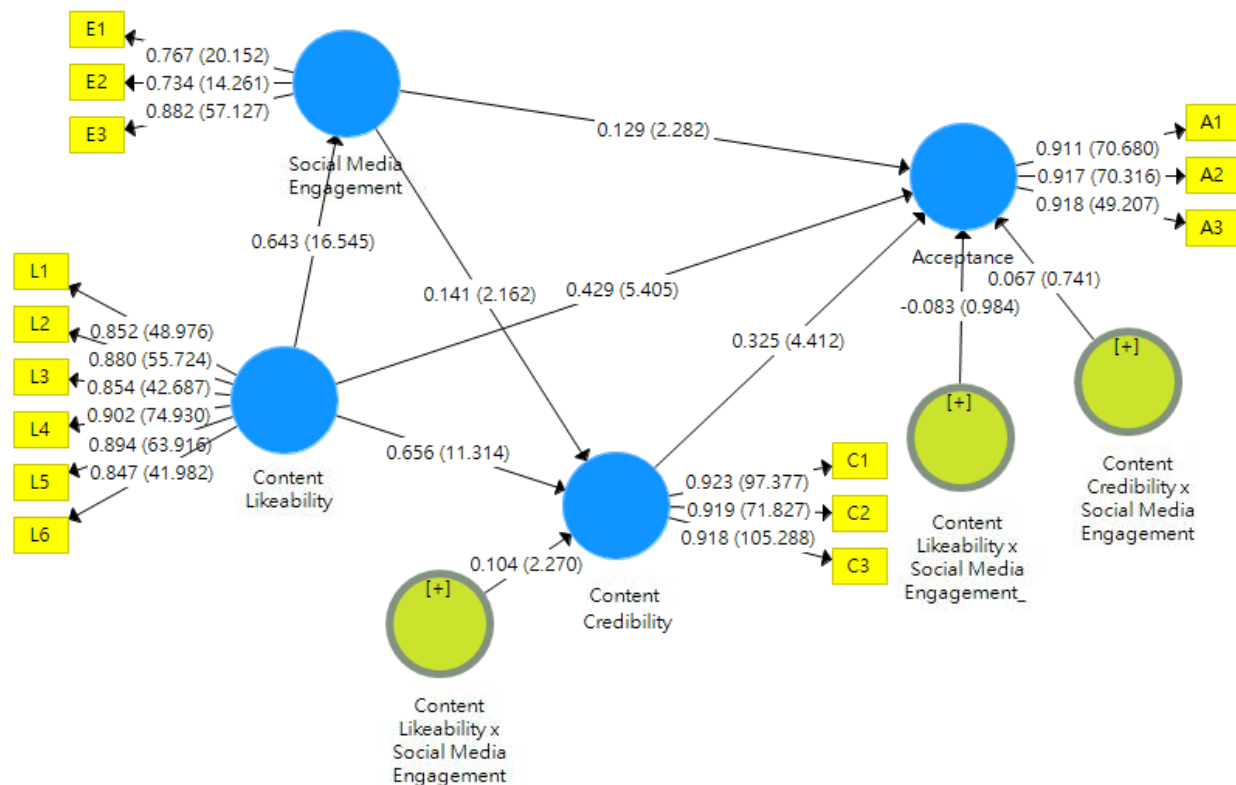 E1
0.767 (20.152)
E2
0.734 (14.261)
E3
0.882 (57.127)
Social Media
Engagement
0.129 (2.282)
A1
0.911 (70.680)
0.917 (70.316)
A2
0.918 (49.207)
A3
Acceptance
0.643 (16.545)
0.141 (2.162)
0.429 (5.405)
0.067 (0.741)
-0.083 (0.984)
0.325 (4.412)
L1
L2
0.852 (48.976)
0.880 (55.724)
L3
0.854 (42.687)
0.902 (74.930)
L4
0.894 (63.916)
0.847 (41.982)
L5
L6
Content
Likeability
0.656 (11.314)
[+]
Content
Credibility x
Social Media
Engagement
[+]
Content
Likeability x
Social Media
Engagement_
C1
0.923 (97.377)
0.919 (71.827)
C2
0.918 (105.288)
C3
0.104 (2.270)
Content
Credibility
[+]
Content
Likeability x
Social Media
Engagement